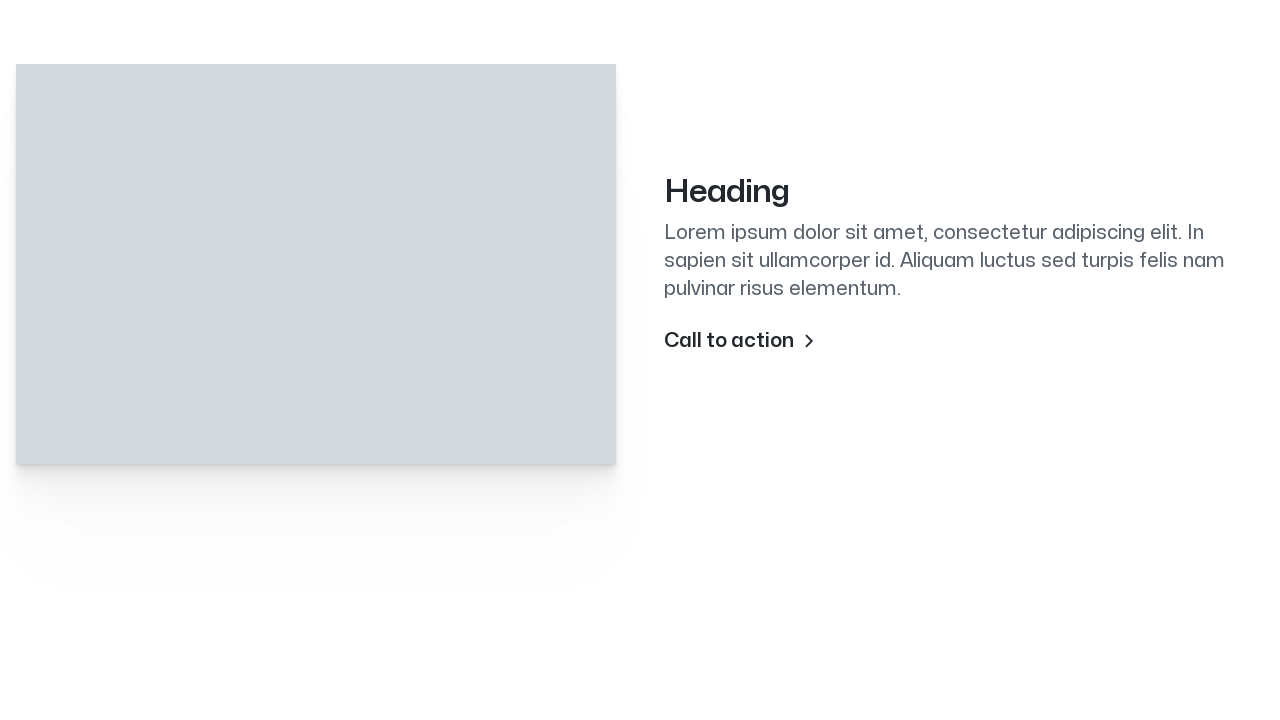 Heading
Lorem ipsum dolor sit amet, consectetur adipiscing elit. In
sapien sit ullamcorper id. Aliquam luctus sed turpis felis nam
pulvinar risus elementum.
Call to action